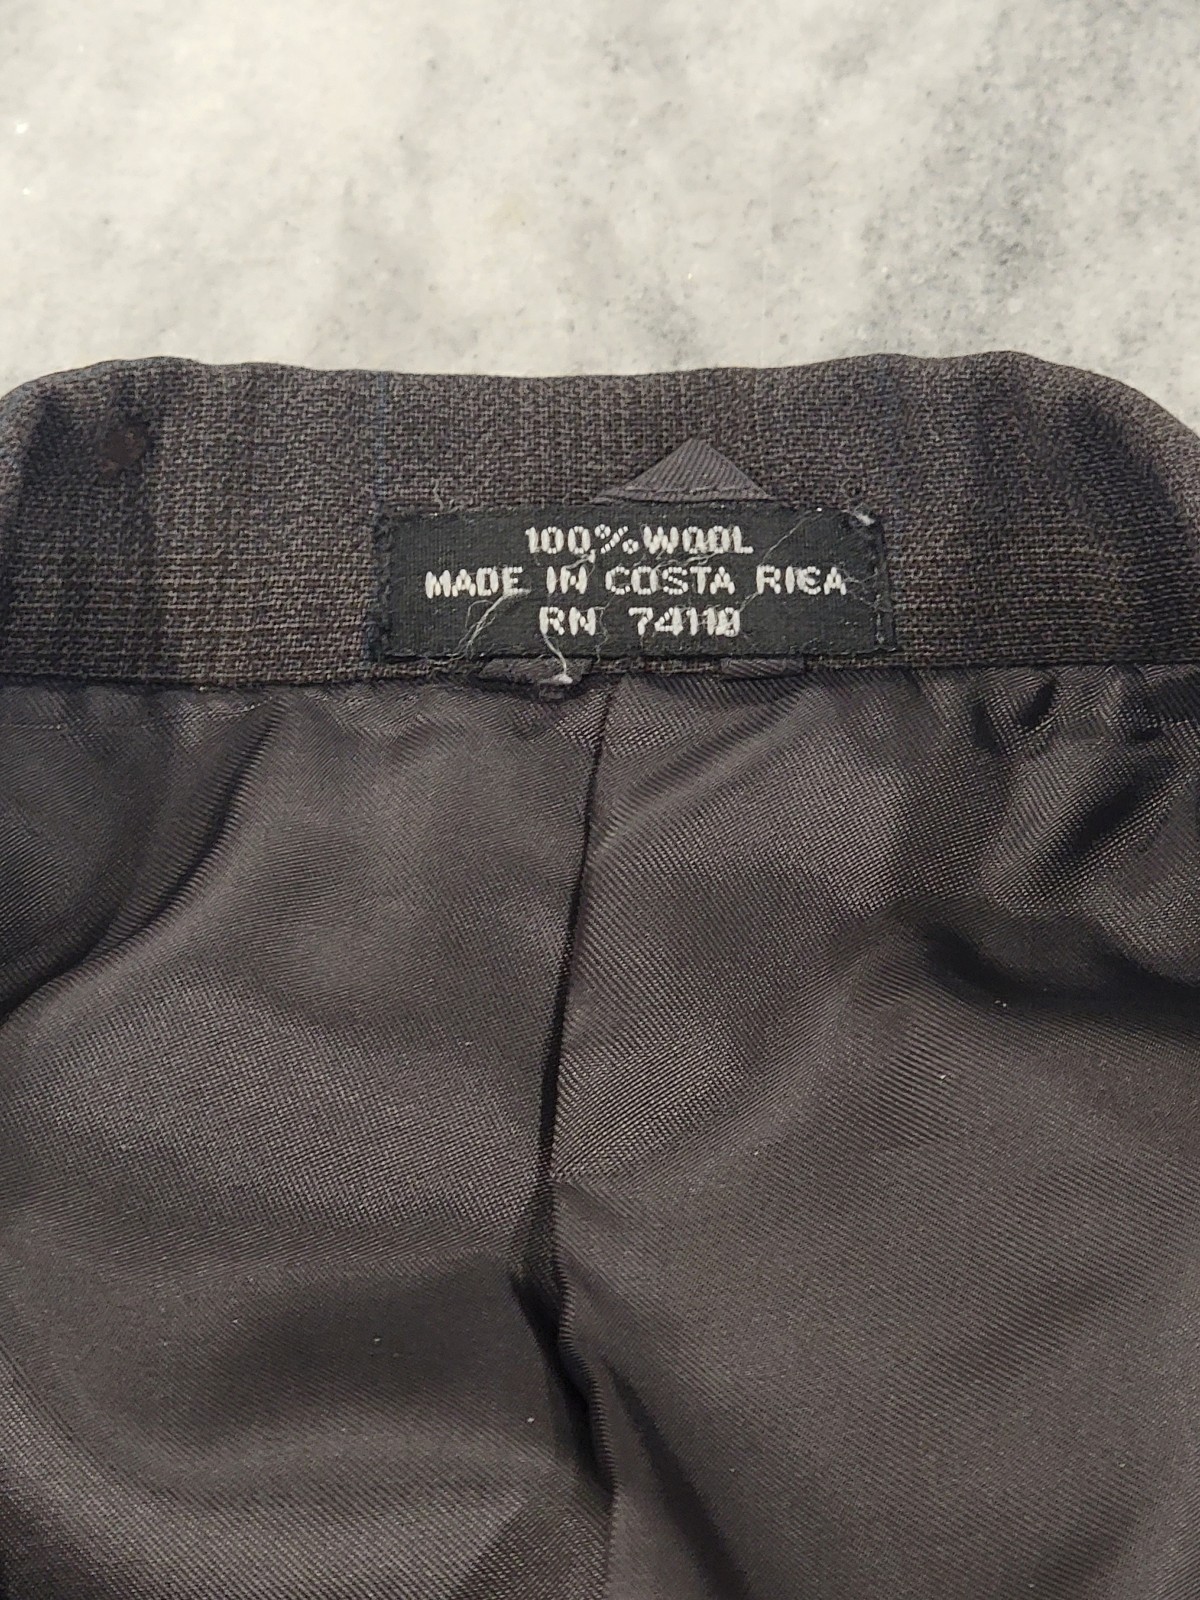 100% WOOL
MADE IN COSTA RICA
RN 74110